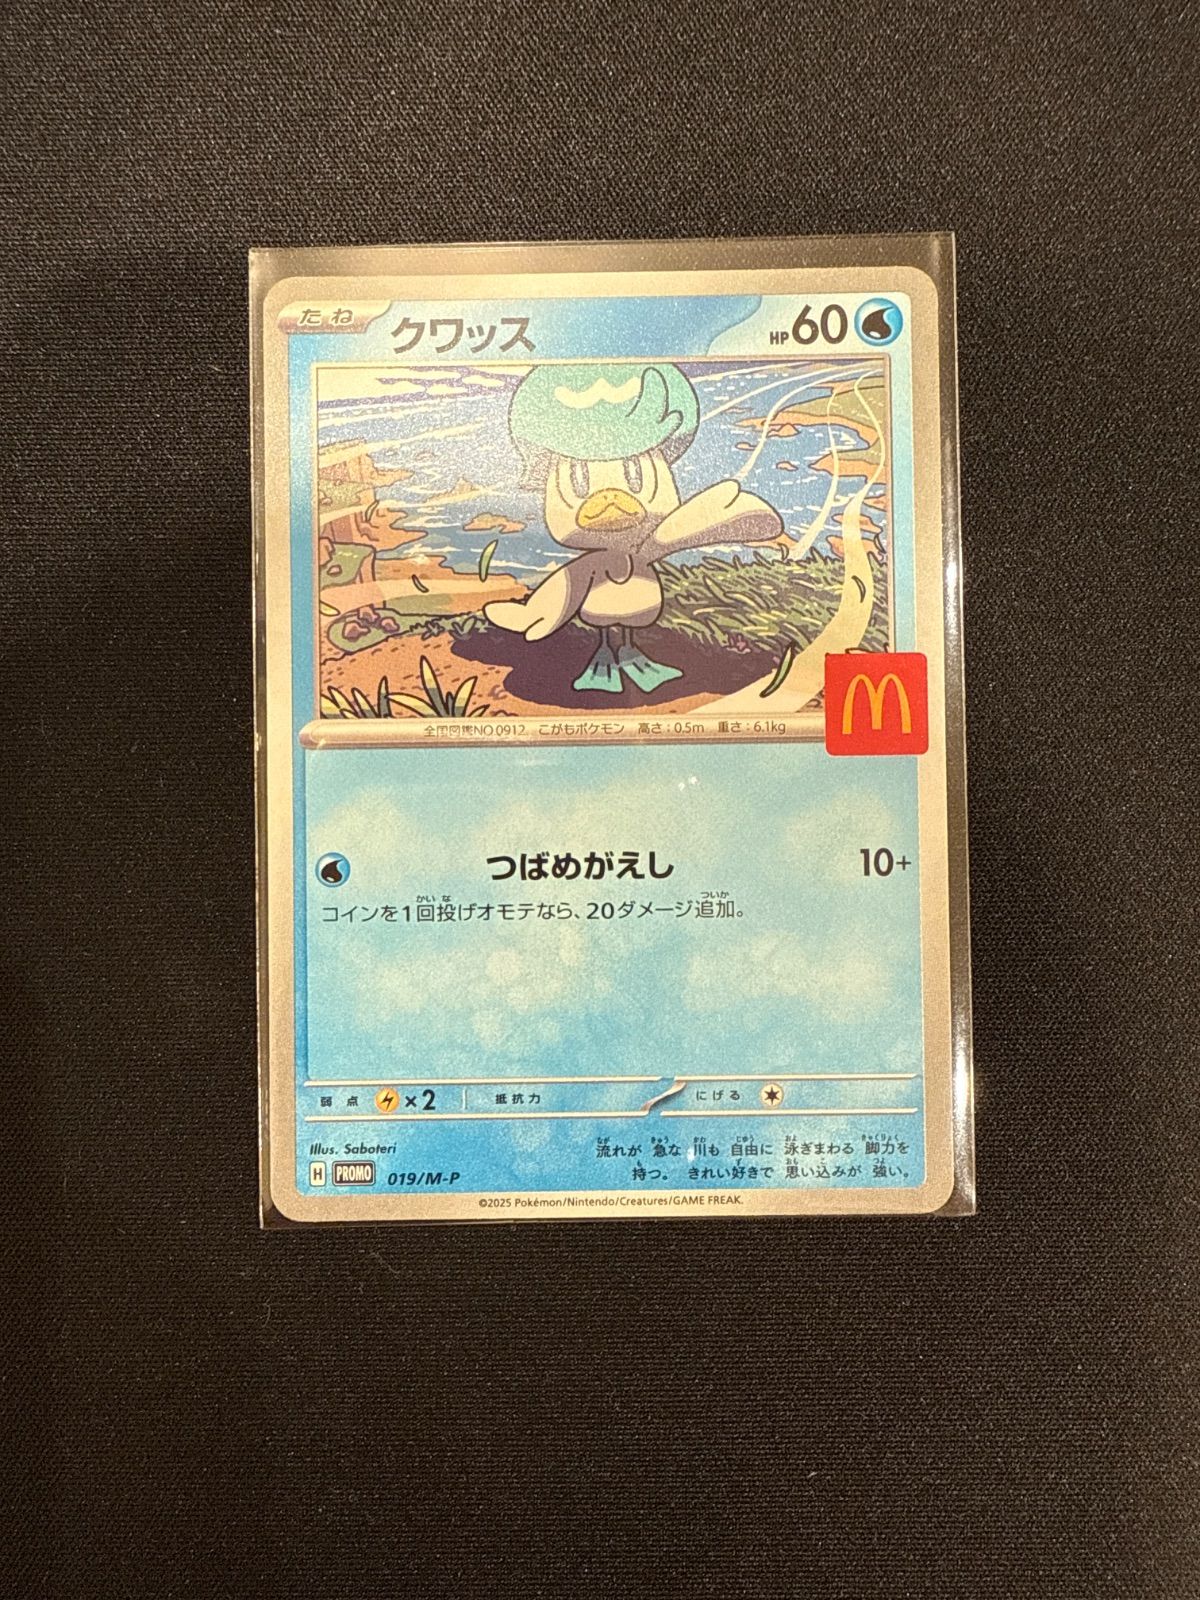 たね
クワッス
HP60
全国図鑑NO.0912 こがもポケモン 高さ:0.5m 重さ:6.1kg
つばめがえし 10+
コインを1回投げオモテなら、20ダメージ追加。
弱点 ×2 抵抗力 にげる
Illus. Saboteri
流れが 急な 川も 自由に 泳ぎまわる 脚力を
持つ。 きれい好きで 思い込みが 強い。
H PROMO 019/M-P
©2025 Pokémon/Nintendo/Creatures/GAME FREAK.